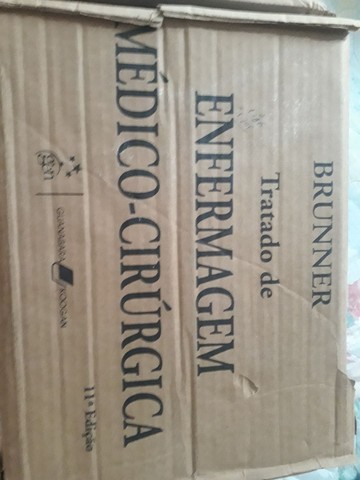 BRUNNER
Tratado de
ENFERMAGEM
MÉDICO-CIRÚRGICA
GUANABARA KOOGAN
11ª Edição